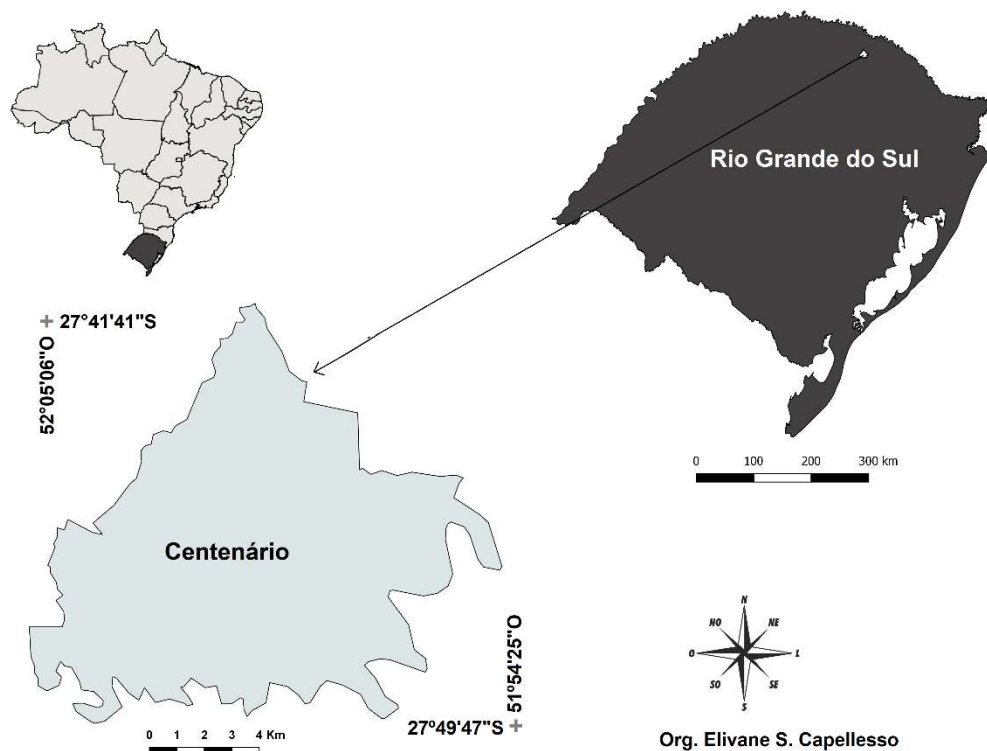 Rio Grande do Sul
27°41'41"S
52°05'06"O
0 100 200 300 km
Centenário
51°54'25"O
27°49'47"S
0 1 2 3 4 Km
N
NO NE
O L
SO SE
S
Org. Elivane S. Capellesso